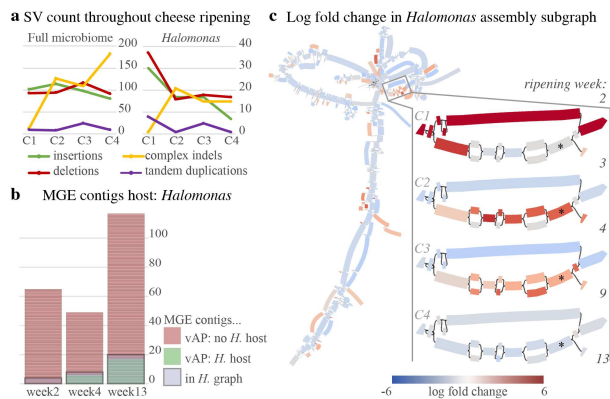 a SV count throughout cheese ripening
Full microbiome
Halomonas
200
150
100
50
0
40
30
20
10
0
C1 C2 C3 C4
C1 C2 C3 C4
insertions
complex indels
deletions
tandem duplications
b MGE contigs host: Halomonas
100
80
60
40
20
0
week2 week4 week13
MGE contigs...
vAP: no H. host
vAP: H. host
in H. graph
c Log fold change in Halomonas assembly subgraph
ripening week:
2
C1
*
3
C2
*
4
C3
*
9
C4
*
13
-6 log fold change 6